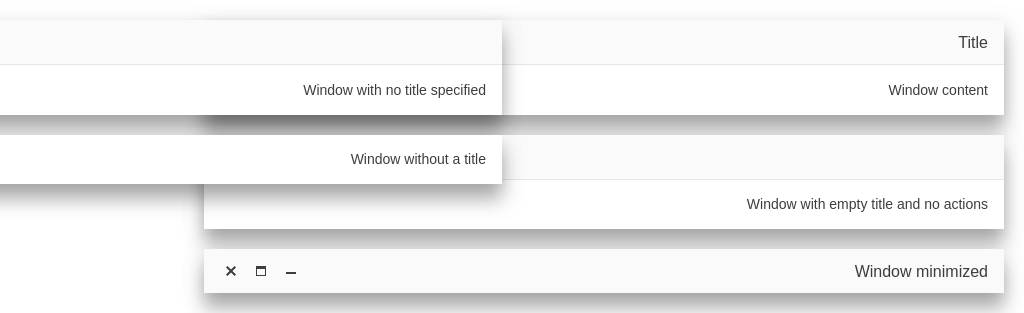 Title
Window with no title specified
Window content
Window without a title
Window with empty title and no actions
Window minimized